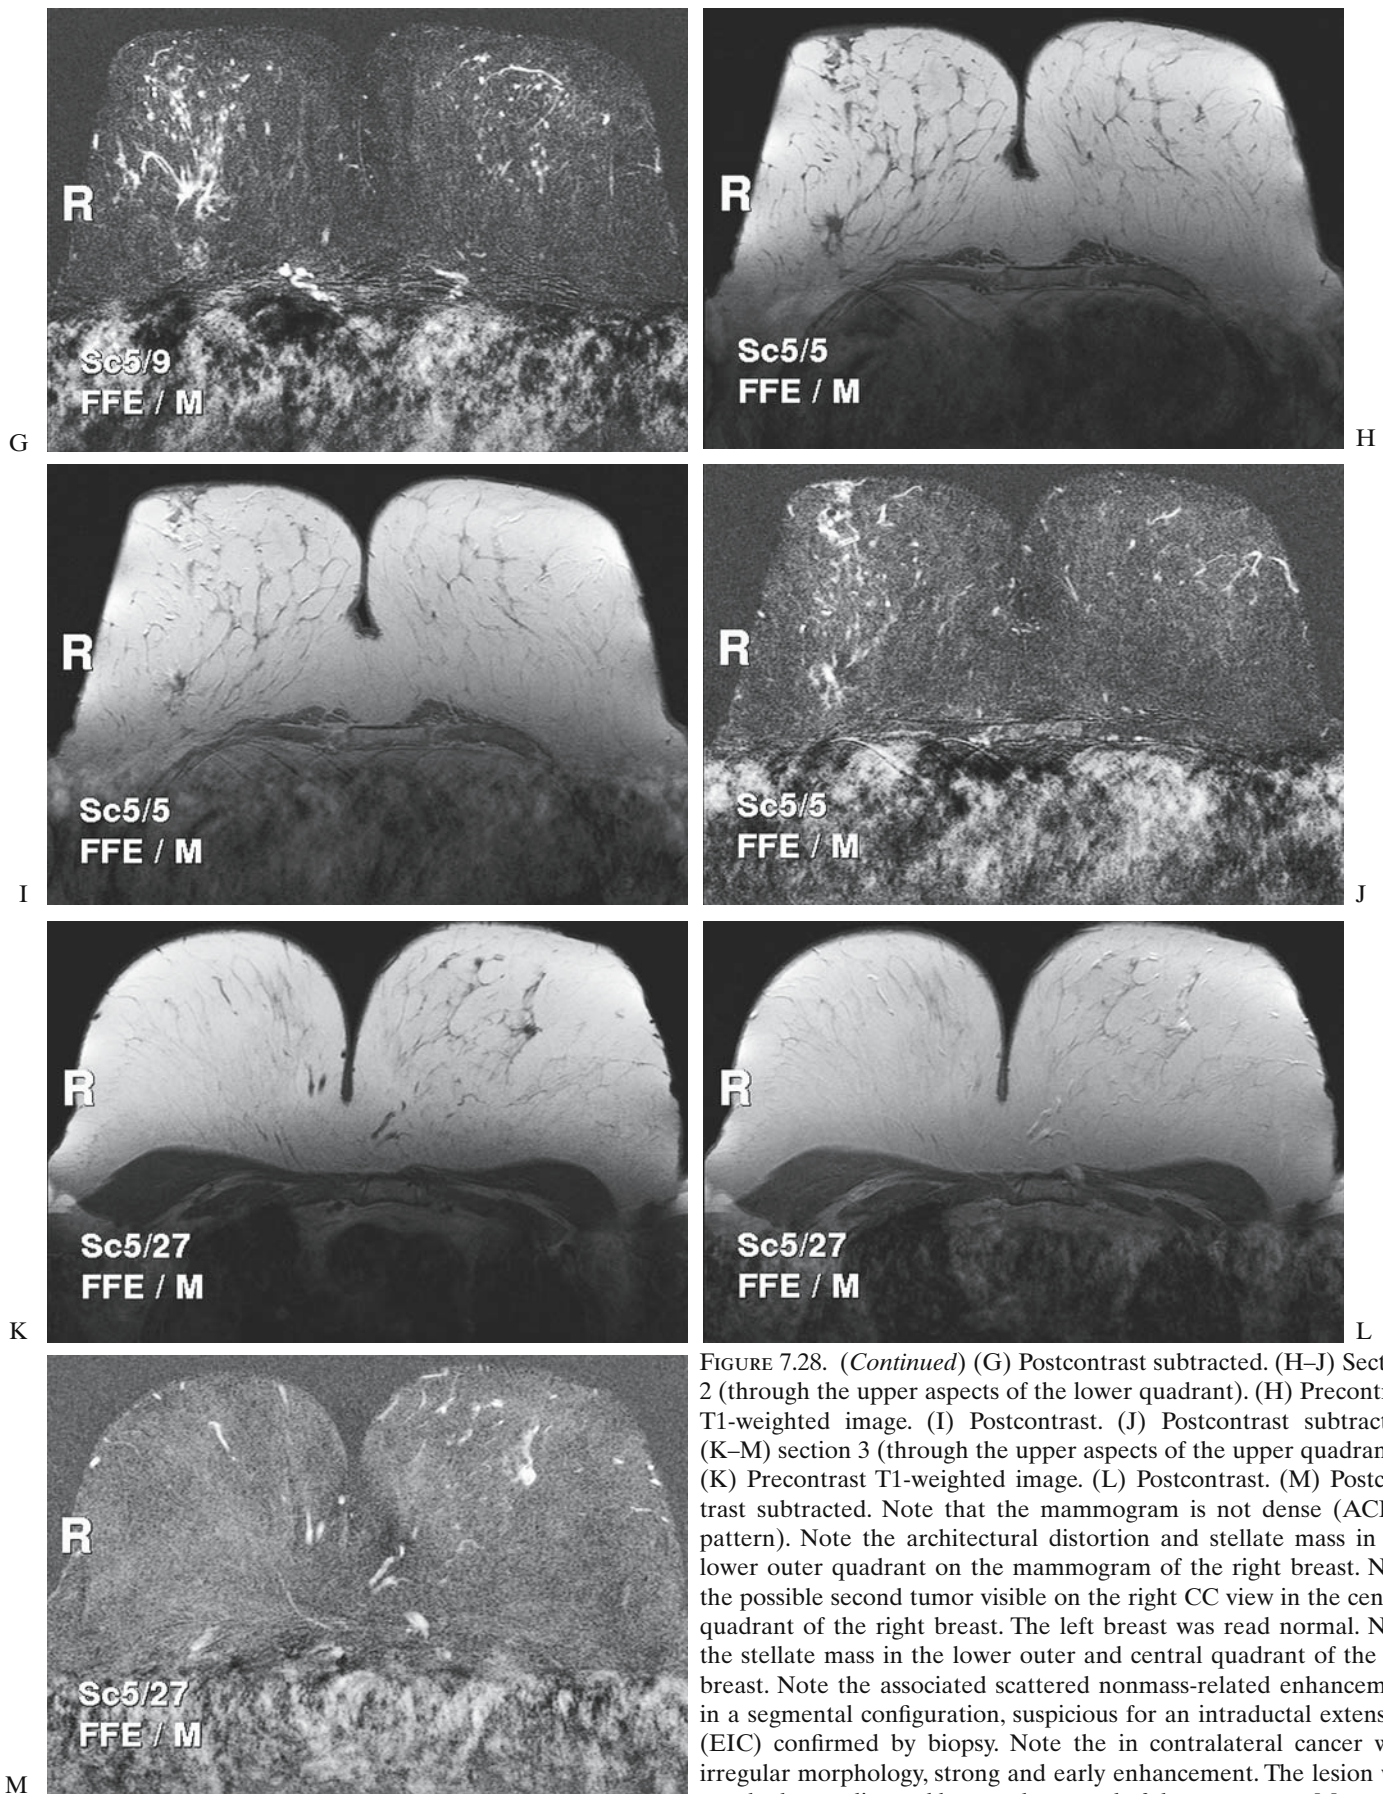 R
Sc5/9
FFE / M
G
R
Sc5/5
FFE / M
H
R
Sc5/5
FFE / M
I
R
Sc5/5
FFE / M
J
R
Sc5/27
FFE / M
K
Sc5/27
FFE / M
L
R
Sc5/27
FFE / M
M
FIGURE 7.28. (Continued) (G) Postcontrast subtracted. (H–J) Sect
2 (through the upper aspects of the lower quadrant). (H) Precont
T1-weighted image. (I) Postcontrast. (J) Postcontrast subtract
(K–M) section 3 (through the upper aspects of the upper quadran
(K) Precontrast T1-weighted image. (L) Postcontrast. (M) Postc
trast subtracted. Note that the mammogram is not dense (ACI
pattern). Note the architectural distortion and stellate mass in
lower outer quadrant on the mammogram of the right breast. N
the possible second tumor visible on the right CC view in the cen
quadrant of the right breast. The left breast was read normal. N
the stellate mass in the lower outer and central quadrant of the
breast. Note the associated scattered nonmass-related enhancem
in a segmental configuration, suspicious for an intraductal extens
(EIC) confirmed by biopsy. Note the in contralateral cancer w
irregular morphology, strong and early enhancement. The lesion